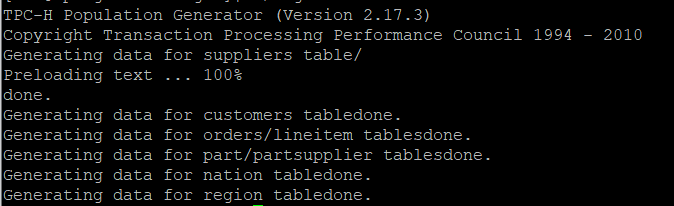 TPC-H Population Generator (Version 2.17.3)
Copyright Transaction Processing Performance Council 1994 - 2010
Generating data for suppliers table/
Preloading text ... 100%
done.
Generating data for customers tabledone.
Generating data for orders/lineitem tablesdone.
Generating data for part/partsupplier tablesdone.
Generating data for nation tabledone.
Generating data for region tabledone.